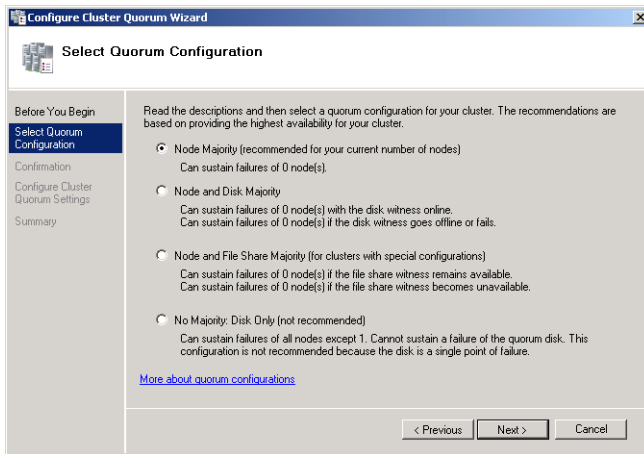 Configure Cluster Quorum Wizard
Select Quorum Configuration
Before You Begin
Select Quorum
Configuration
Confirmation
Configure Cluster
Quorum Settings
Summary
Read the descriptions and then select a quorum configuration for your cluster. The recommendations are
based on providing the highest availability for your cluster.
Node Majority (recommended for your current number of nodes)
Can sustain failures of 0 node(s).
Node and Disk Majority
Can sustain failures of 0 node(s) with the disk witness online.
Can sustain failures of 0 node(s) if the disk witness goes offline or fails.
Node and File Share Majority (for clusters with special configurations)
Can sustain failures of 0 node(s) if the file share witness remains available.
Can sustain failures of 0 node(s) if the file share witness becomes unavailable.
No Majority: Disk Only (not recommended)
Can sustain failures of all nodes except 1. Cannot sustain a failure of the quorum disk. This
configuration is not recommended because the disk is a single point of failure.
More about quorum configurations
< Previous
Next >
Cancel